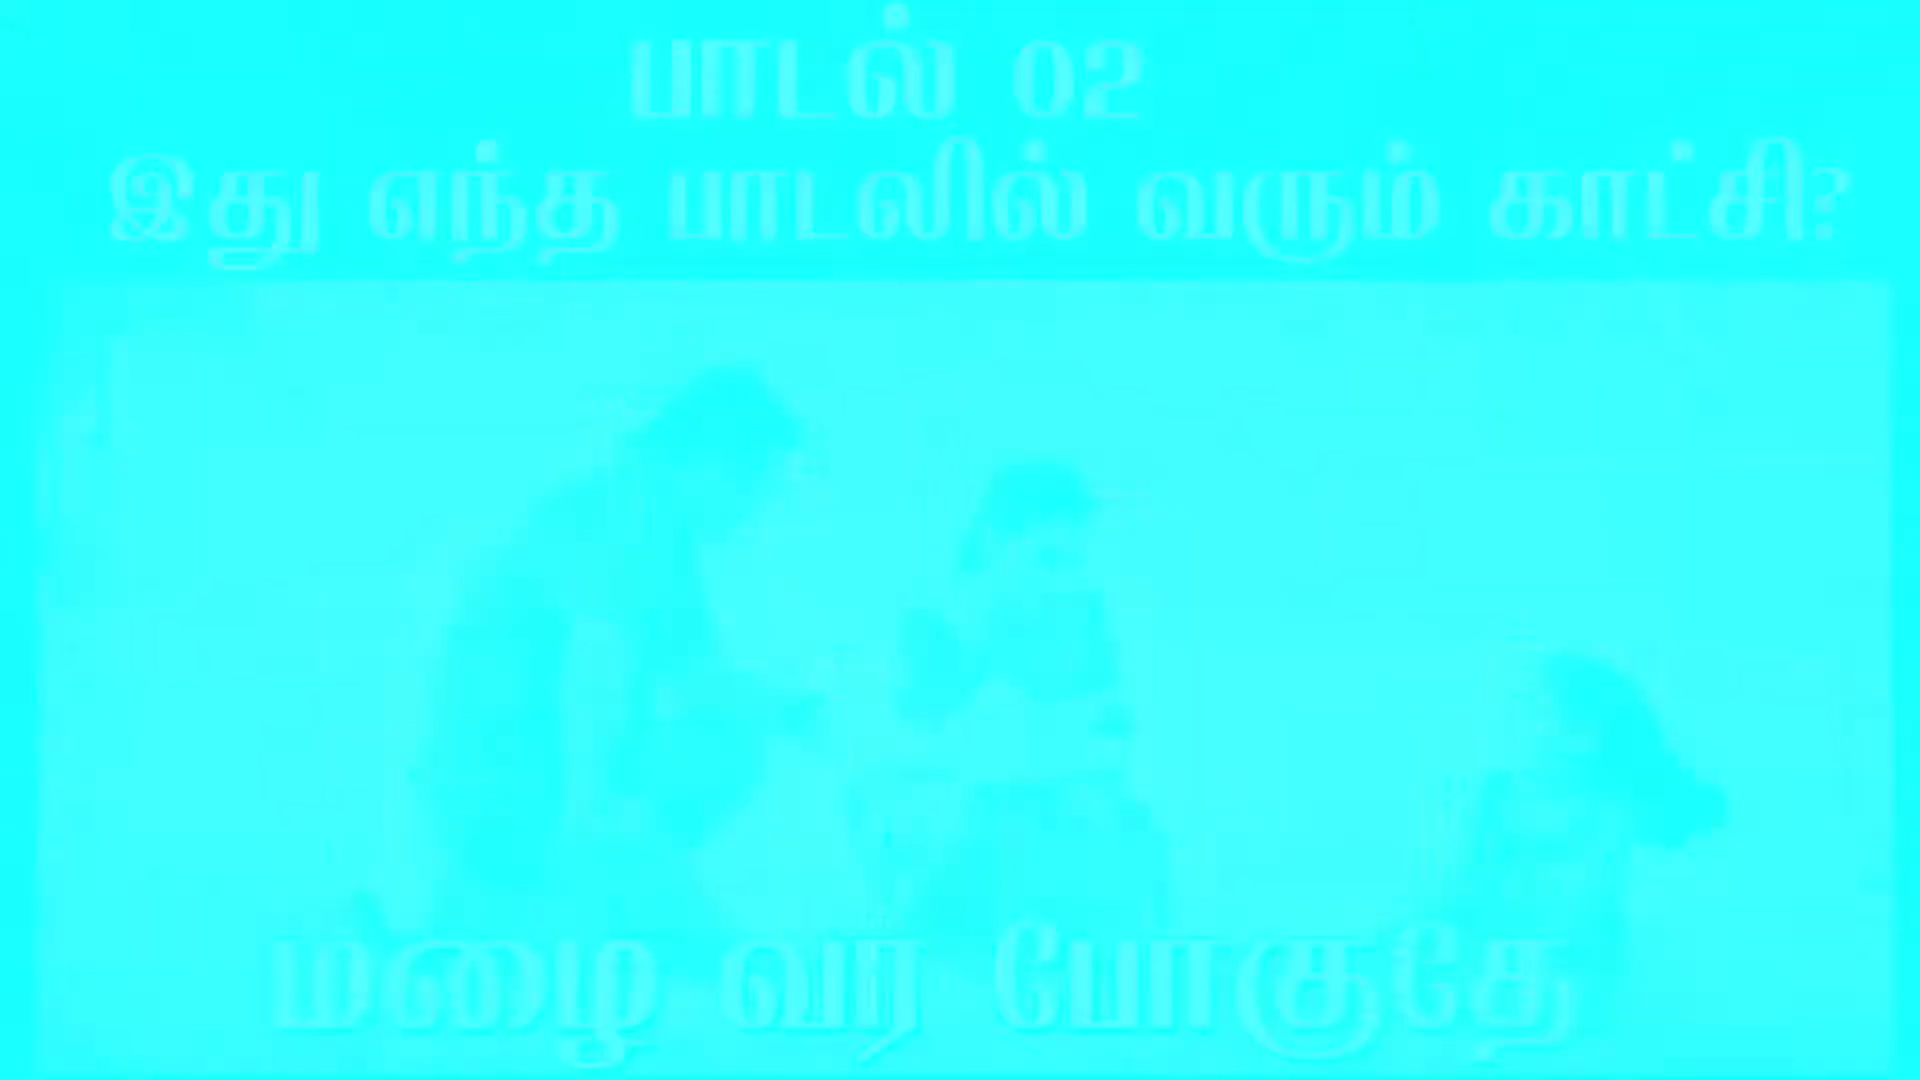 பாடல் 02
இது எந்த பாடலில் வரும் காட்சி?
மழை வர போகுதே